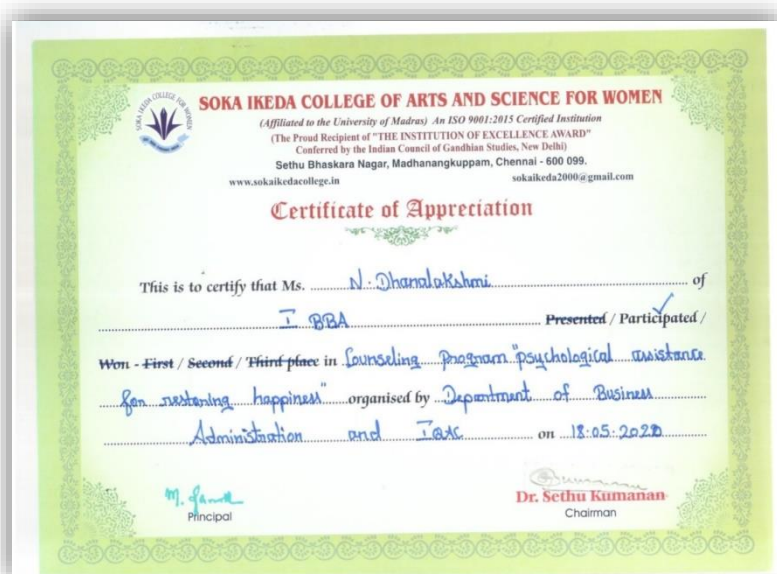 SOKA IKEDA COLLEGE OF ARTS AND SCIENCE FOR WOMEN
(Affiliated to the University of Madras) An ISO 9001:2015 Certified Institution
(The Proud Recipient of "THE INSTITUTION OF EXCELLENCE AWARD"
Conferred by the Indian Council of Gandhian Studies, New Delhi)
Sethu Bhaskara Nagar, Madhanangkuppam, Chennai - 600 099.
www.sokaikedacollege.in sokaikeda2000@gmail.com
SOKA IKEDA COLLEGE FOR WOMEN
Certificate of Appreciation
This is to certify that Ms. N. Dhanalakshmi of
I BBA Presented / Participated /
Won - First / Second / Third place in Counseling Program "psychological assistance
for restoring happiness" organised by Department of Business
Administration and on 18.05.2020
Principal
Dr. Sethu Kumanan
Chairman